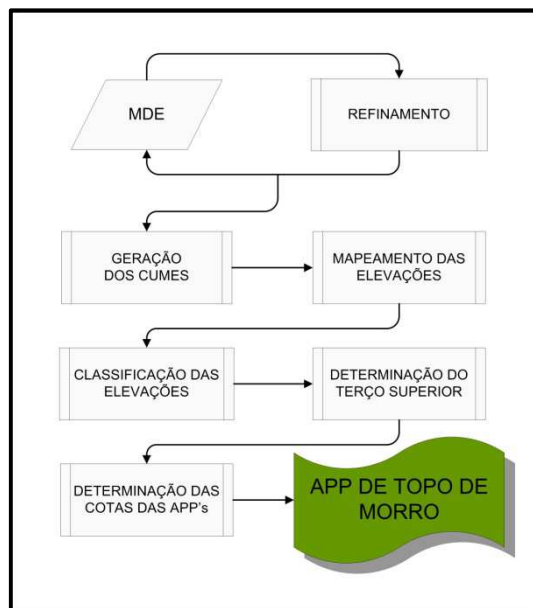 MDE
REFINAMENTO
GERAÇÃO
DOS CUMES
MAPEAMENTO DAS
ELEVAÇÕES
CLASSIFICAÇÃO DAS
ELEVAÇÕES
DETERMINAÇÃO DO
TERÇO SUPERIOR
DETERMINAÇÃO DAS
COTAS DAS APP's
APP DE TOPO DE
MORRO